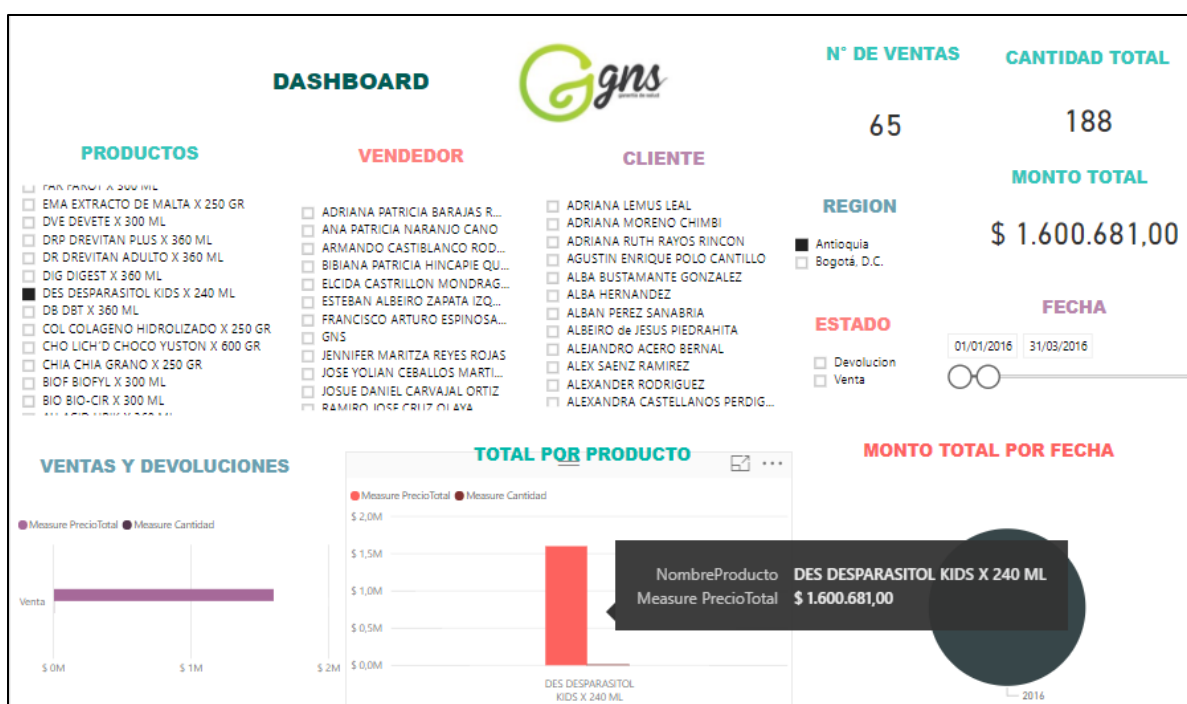 DASHBOARD
gns
garantía de salud
N° DE VENTAS
65
CANTIDAD TOTAL
188
MONTO TOTAL
$ 1.600.681,00
PRODUCTOS
EMA EXTRACTO DE MALTA X 250 GR
DVE DEVETE X 300 ML
DRP DREVITAN PLUS X 360 ML
DR DREVITAN ADULTO X 360 ML
DIG DIGEST X 360 ML
DES DESPARASITOL KIDS X 240 ML
DB DBT X 360 ML
COL COLAGENO HIDROLIZADO X 250 GR
CHO LICH'D CHOCO YUSTON X 600 GR
CHIA CHIA GRANO X 250 GR
BIOF BIOFYL X 300 ML
BIO BIO-CIR X 300 ML
VENDEDOR
ADRIANA PATRICIA BARAJAS R...
ANA PATRICIA NARANJO CANO
ARMANDO CASTIBLANCO ROD...
BIBIANA PATRICIA HINCAPIE QU...
ELCIDA CASTRILLON MONDRAG...
ESTEBAN ALBEIRO ZAPATA IZQ...
FRANCISCO ARTURO ESPINOSA...
GNS
JENNIFER MARITZA REYES ROJAS
JOSE YOLIAN CEBALLOS MARTI...
JOSUE DANIEL CARVAJAL ORTIZ
RAMIRO JOSE CRUZ OLAYA
CLIENTE
ADRIANA LEMUS LEAL
ADRIANA MORENO CHIMBI
ADRIANA RUTH RAYOS RINCON
AGUSTIN ENRIQUE POLO CANTILLO
ALBA BUSTAMANTE GONZALEZ
ALBA HERNANDEZ
ALBAN PEREZ SANABRIA
ALBEIRO de JESUS PIEDRAHITA
ALEJANDRO ACERO BERNAL
ALEX SAENZ RAMIREZ
ALEXANDER RODRIGUEZ
ALEXANDRA CASTELLANOS PERDIG...
REGION
Antioquia
Bogotá, D.C.
ESTADO
Devolucion
Venta
FECHA
01/01/2016 31/03/2016
VENTAS Y DEVOLUCIONES
Measure PrecioTotal Measure Cantidad
Venta
$ 0M $ 1M $ 2M
TOTAL POR PRODUCTO
Measure PrecioTotal Measure Cantidad
$ 2,0M
$ 1,5M
$ 1,0M
$ 0,5M
$ 0,0M
DES DESPARASITOL
KIDS X 240 ML
NombreProducto DES DESPARASITOL KIDS X 240 ML
Measure PrecioTotal $ 1.600.681,00
MONTO TOTAL POR FECHA
2016